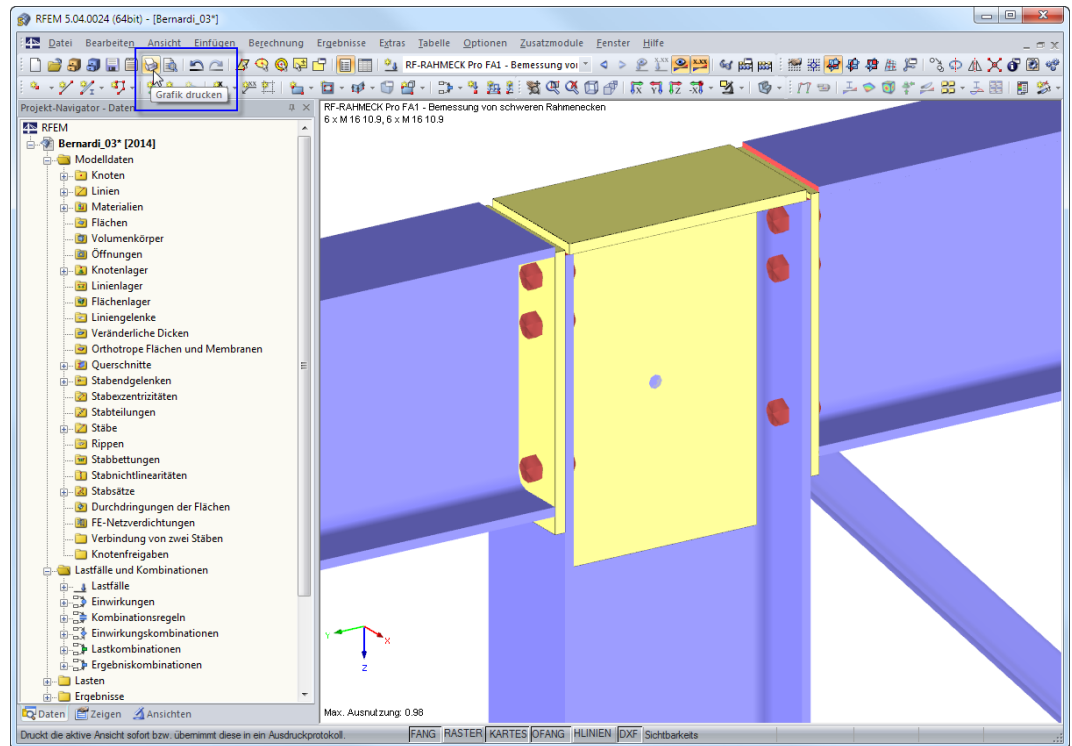 RFEM 5.04.0024 (64bit) - [Bernardi_03*]
Datei Bearbeiten Ansicht Einfügen Berechnung Ergebnisse Extras Tabelle Optionen Zusatzmodule Fenster Hilfe
RF-RAHMECK Pro FA1 - Bemessung vor
Grafik drucken
Projekt-Navigator - Daten
RFEM
Bernardi_03* [2014]
Modelldaten
Knoten
Linien
Materialien
Flächen
Volumenkörper
Öffnungen
Knotenlager
Linienlager
Flächenlager
Liniengelenke
Veränderliche Dicken
Orthotrope Flächen und Membranen
Querschnitte
Stabendgelenken
Stabexzentrizitäten
Stabteilungen
Stäbe
Rippen
Stabbettungen
Stabnichtlinearitäten
Stabsätze
Durchdringungen der Flächen
FE-Netzverdichtungen
Verbindung von zwei Stäben
Knotenfreigaben
Lastfälle und Kombinationen
Lastfälle
Einwirkungen
Kombinationsregeln
Einwirkungskombinationen
Lastkombinationen
Ergebniskombinationen
Lasten
Ergebnisse
Daten Zeigen Ansichten
RF-RAHMECK Pro FA1 - Bemessung von schweren Rahmenecken
6 x M 16 10.9, 6 x M 16 10.9
Y
X
Z
Max. Ausnutzung: 0.98
Druckt die aktive Ansicht sofort bzw. übernimmt diese in ein Ausdruckprotokoll.
FANG RASTER KARTES OFANG HLINIEN DXF Sichtbarkeits